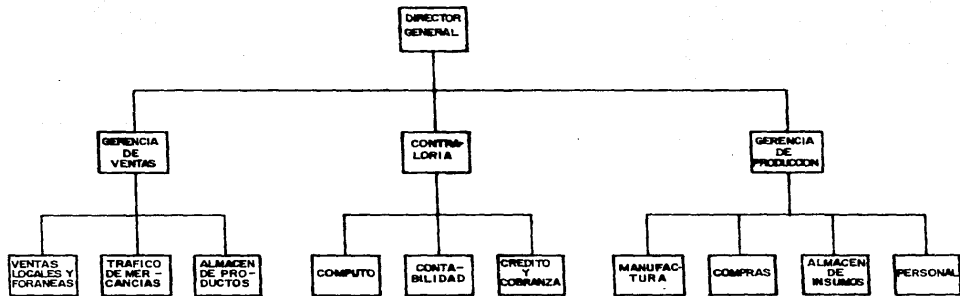 DIRECTOR
GENERAL
GERENCIA
DE
VENTAS
CONTRA-
LORIA
GERENCIA
DE
PRODUCCION
VENTAS
LOCALES Y
FORANEAS
TRAFICO
DE MER-
CANCIAS
ALMACEN
DE PRO-
DUCTOS
COMPUTO
CONTA-
BILIDAD
CREDITO
Y
COBRANZA
MANUFAC-
TURA
COMPRAS
ALMACEN
DE
INSUMOS
PERSONAL